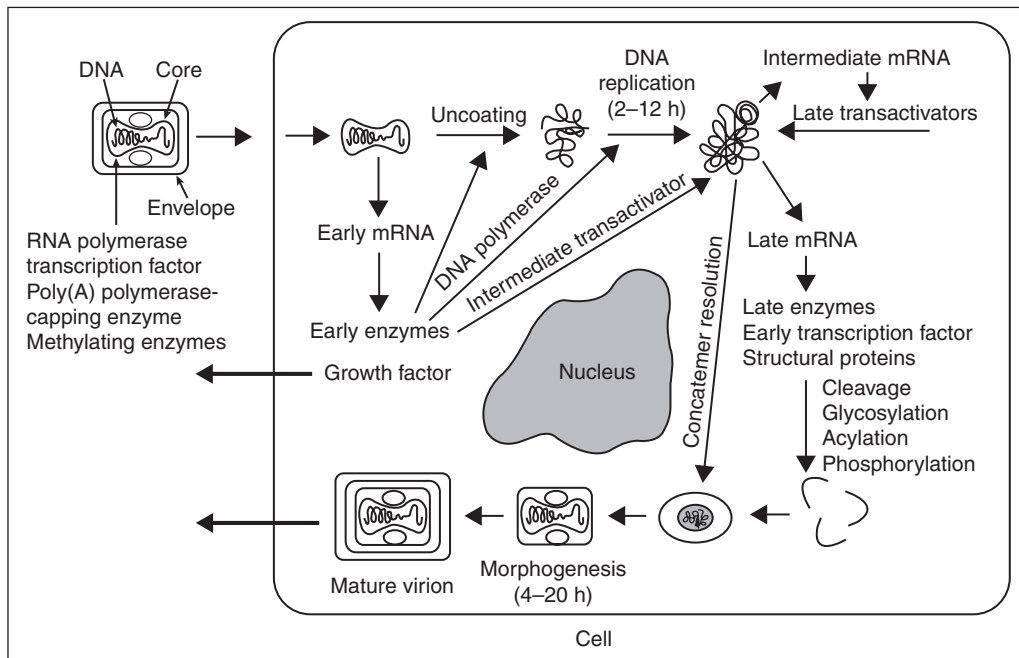 DNA
Core
Envelope
RNA polymerase
transcription factor
Poly(A) polymerase-
capping enzyme
Methylating enzymes
Uncoating
DNA
replication
(2–12 h)
Intermediate mRNA
Late transactivators
Early mRNA
Early enzymes
Growth factor
DNA polymerase
Intermediate transactivator
Concatemer resolution
Nucleus
Late mRNA
Late enzymes
Early transcription factor
Structural proteins
Cleavage
Glycosylation
Acylation
Phosphorylation
Mature virion
Morphogenesis
(4–20 h)
Cell